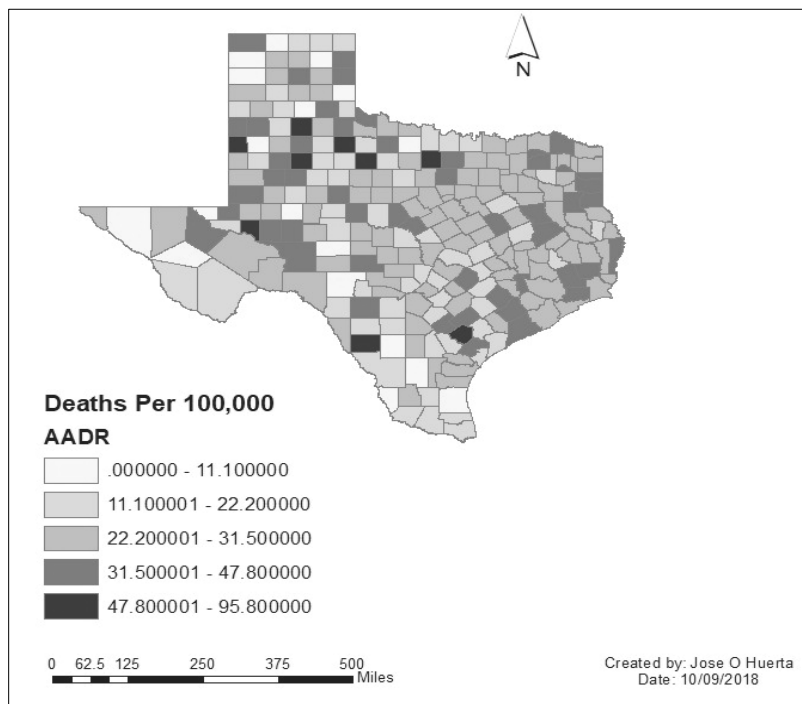 N
Deaths Per 100,000
AADR
.000000 - 11.100000
11.100001 - 22.200000
22.200001 - 31.500000
31.500001 - 47.800000
47.800001 - 95.800000
0 62.5 125 250 375 500
Miles
Created by: Jose O Huerta
Date: 10/09/2018